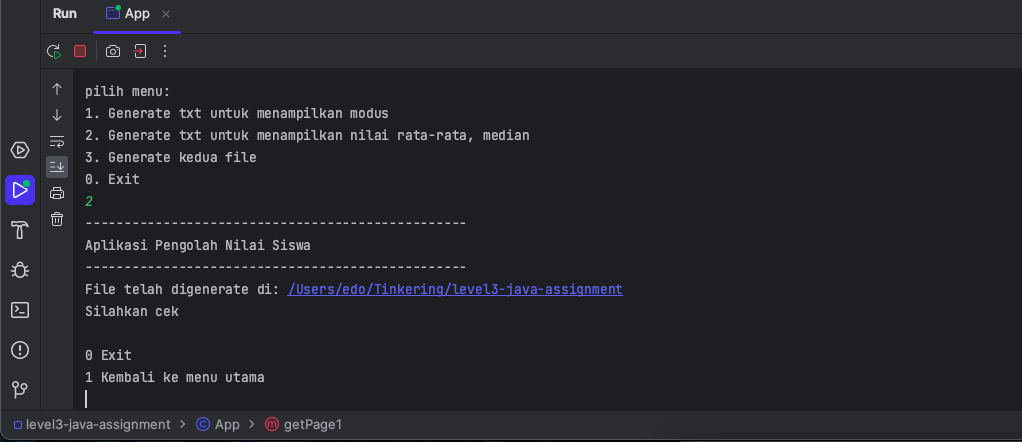 Run App
pilih menu:
1. Generate txt untuk menampilkan modus
2. Generate txt untuk menampilkan nilai rata-rata, median
3. Generate kedua file
0. Exit
2
-------------------------------------------------
Aplikasi Pengolah Nilai Siswa
-------------------------------------------------
File telah digenerate di: /Users/edo/Tinkering/level3-java-assignment
Silahkan cek
0 Exit
1 Kembali ke menu utama
level3-java-assignment > App > getPage1